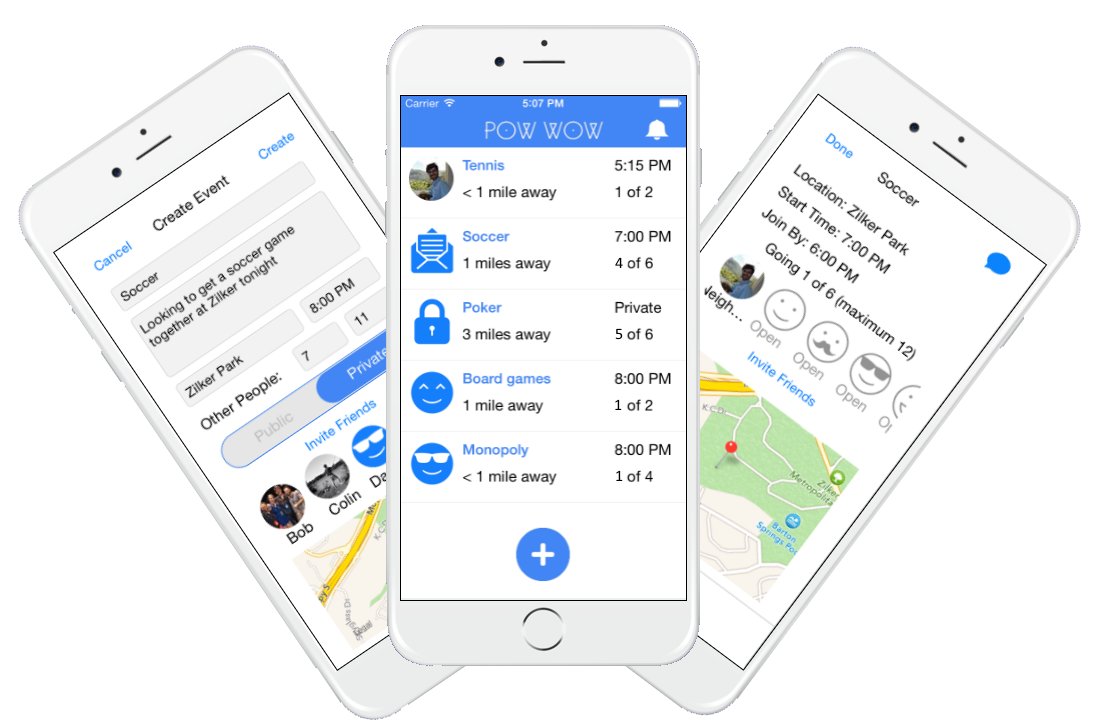 Cancel
Create Event
Create
Soccer
Looking to get a soccer game
together at Zilker tonight
Zilker Park
8:00 PM
Other People:
7
11
Public
Private
Invite Friends
Bob
Colin
Carrier
5:07 PM
POW WOW
Tennis
5:15 PM
< 1 mile away
1 of 2
Soccer
7:00 PM
1 miles away
4 of 6
Poker
Private
3 miles away
5 of 6
Board games
8:00 PM
1 mile away
1 of 2
Monopoly
8:00 PM
< 1 mile away
1 of 4
Done
Soccer
Location: Zilker Park
Start Time: 7:00 PM
Join By: 6:00 PM
Going 1 of 6 (maximum 12)
Open
Open
Open
Invite Friends
K.C.Dr
Zilker
Metropolita
Barton
Springs Poo